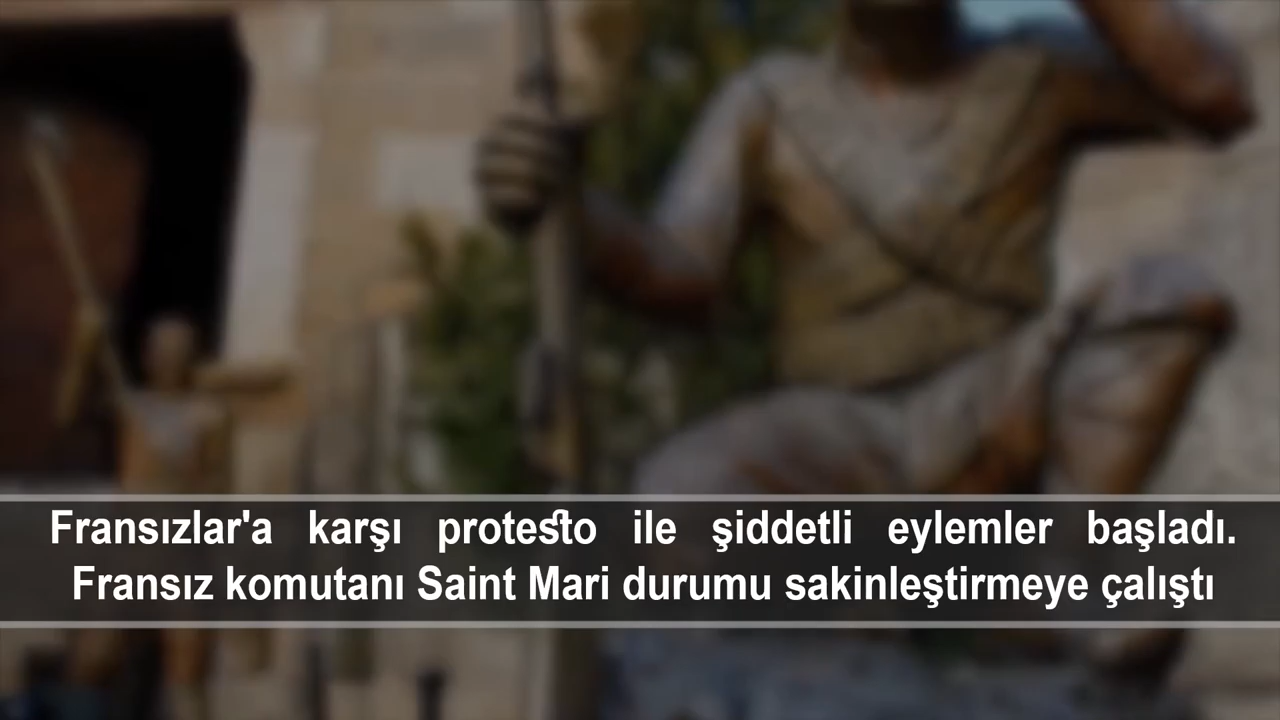 Fransızlar'a karşı protesto ile şiddetli eylemler başladı.
Fransız komutanı Saint Mari durumu sakinleştirmeye çalıştı